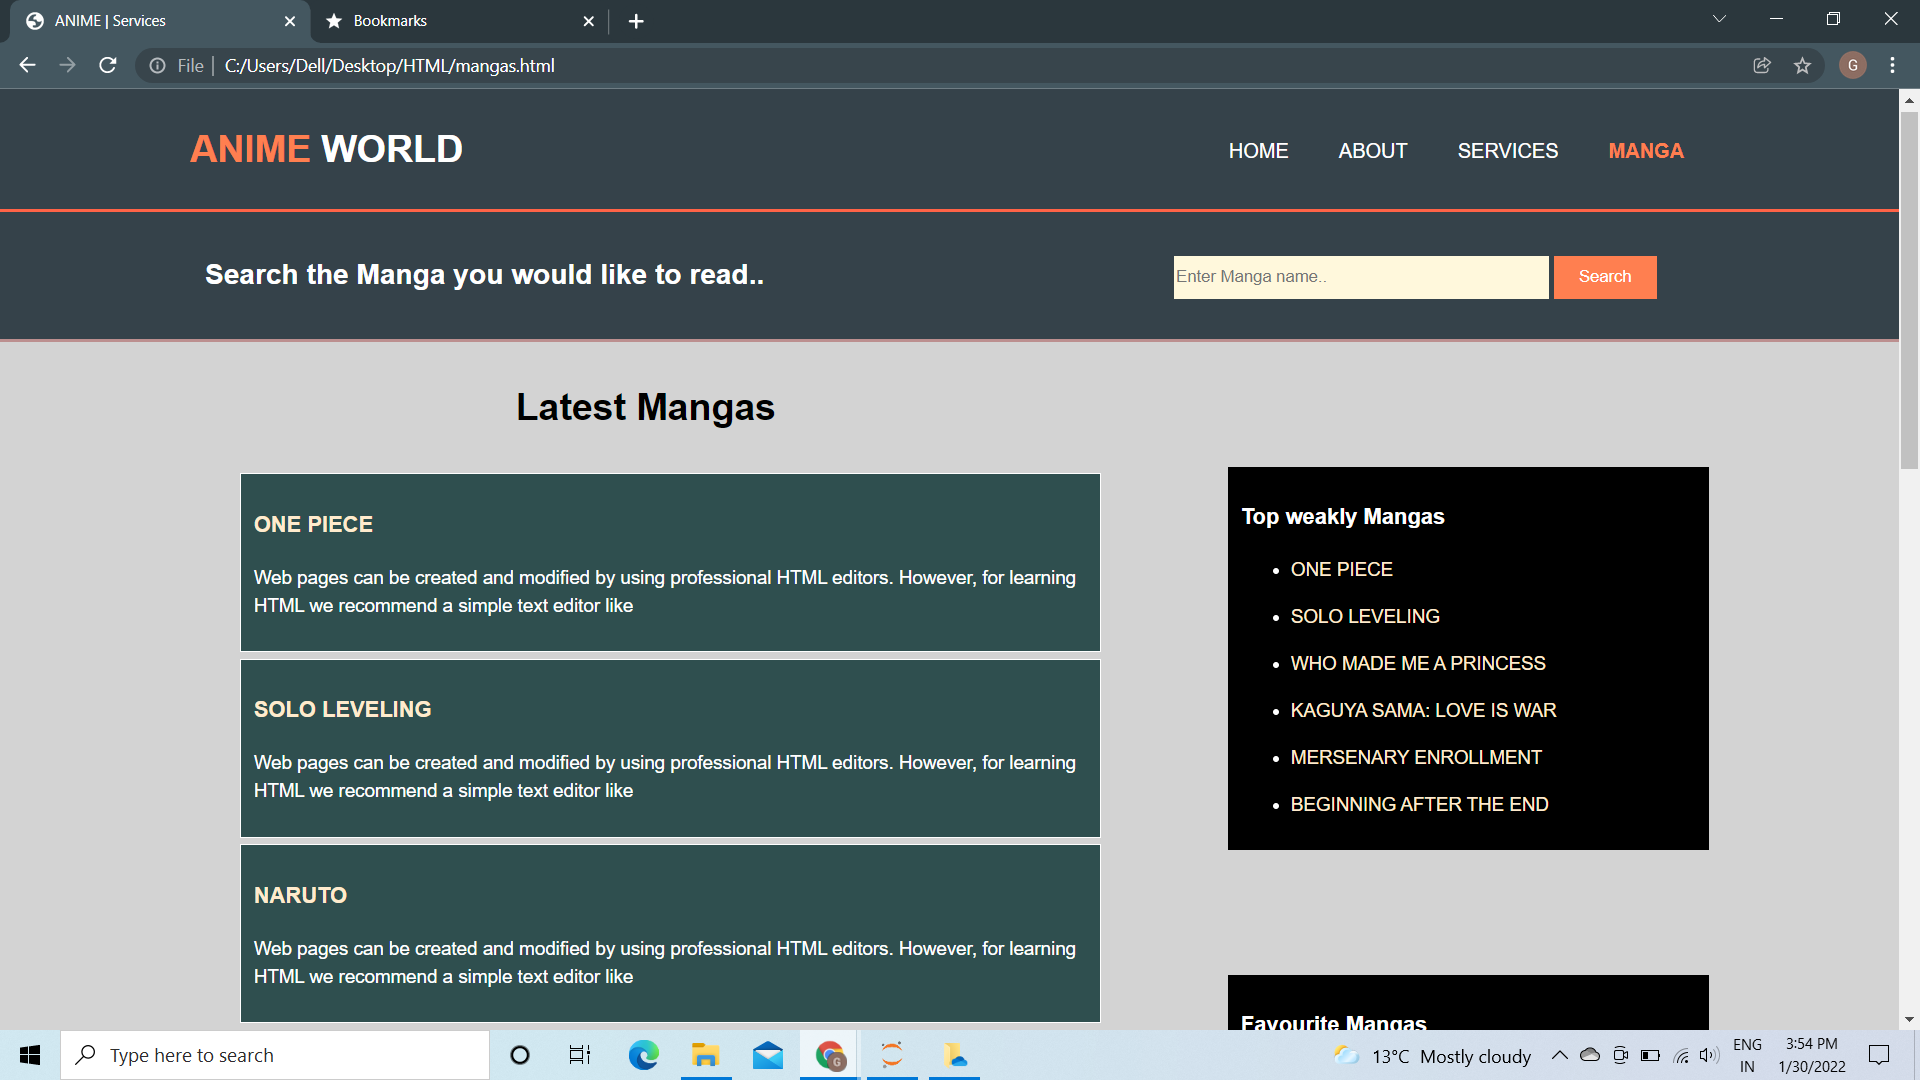 ANIME | Services
Bookmarks
File | C:/Users/Dell/Desktop/HTML/mangas.html
G
ANIME WORLD
HOME ABOUT SERVICES MANGA
Search the Manga you would like to read..
Enter Manga name..
Search
Latest Mangas
ONE PIECE
Web pages can be created and modified by using professional HTML editors. However, for learning
HTML we recommend a simple text editor like
SOLO LEVELING
Web pages can be created and modified by using professional HTML editors. However, for learning
HTML we recommend a simple text editor like
NARUTO
Web pages can be created and modified by using professional HTML editors. However, for learning
HTML we recommend a simple text editor like
Top weakly Mangas
• ONE PIECE
• SOLO LEVELING
• WHO MADE ME A PRINCESS
• KAGUYA SAMA: LOVE IS WAR
• MERSENARY ENROLLMENT
• BEGINNING AFTER THE END
Favourite Mangas
Type here to search
G
13°C Mostly cloudy
ENG
IN
3:54 PM
1/30/2022